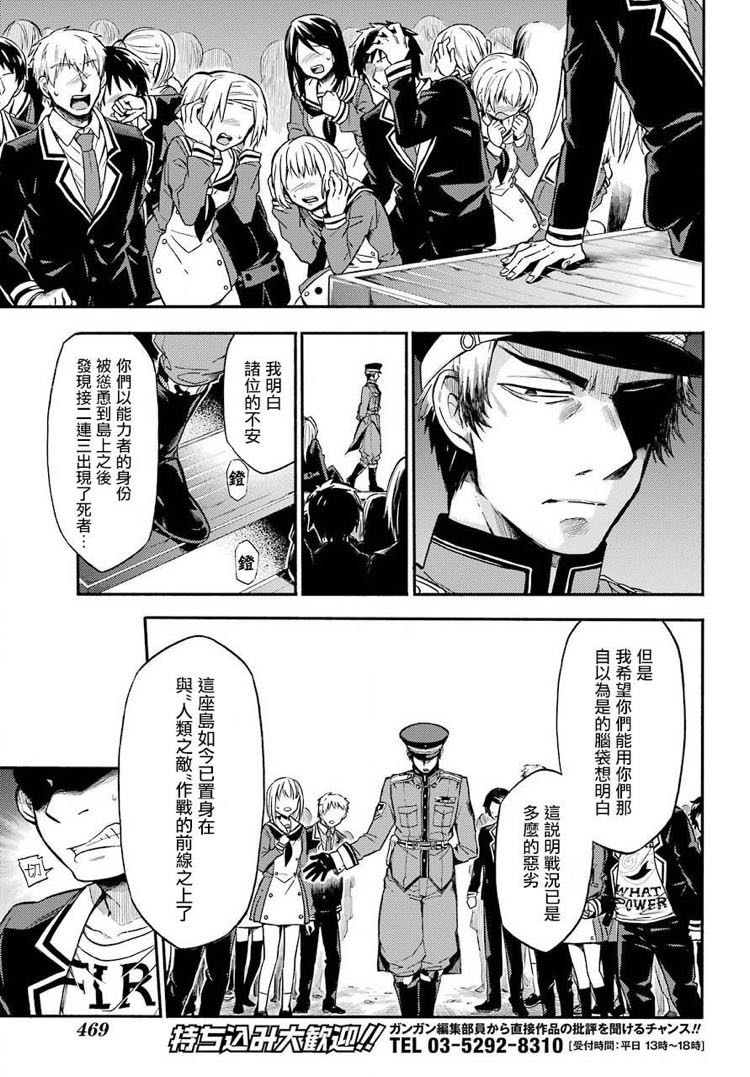 我明白
諸位的不安
你們以能力者的身份
被慫恿到島上之後
發現接二連三出現了死者…
鐙
鐙
但是
我希望你們能用你們那
自以為是的腦袋想明白
這說明戰況已是
多麼的惡劣
這座島如今已置身在
與〝人類之敵〞作戰的前線之上了
WHAT
POWER
切
FIR
469
持ち込み大歓迎!!
ガンガン編集部員から直接作品の批評を聞けるチャンス!!
TEL 03-5292-8310 [受付時間:平日 13時~18時]